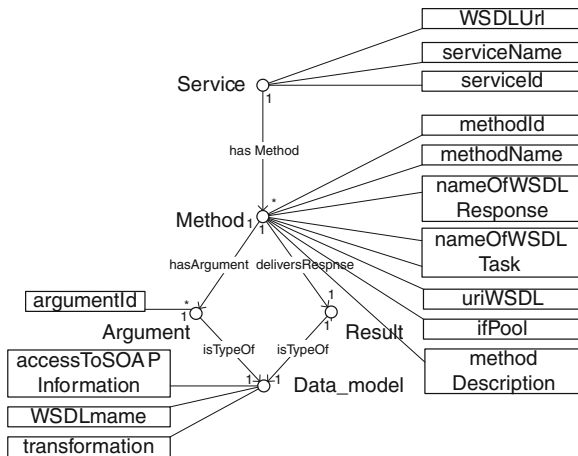 WSDLUrl
serviceName
Service
serviceId
1
methodId
has Method
methodName
nameOfWSDL
Response
*
Method
1
1
nameOfWSDL
Task
hasArgument
deliversRespnse
uriWSDL
argumentId
*
1
1
1
ifPool
Argument
Result
method
Description
isTypeOf
isTypeOf
accessToSOAP
Information
1
1
Data_model
WSDLmame
transformation